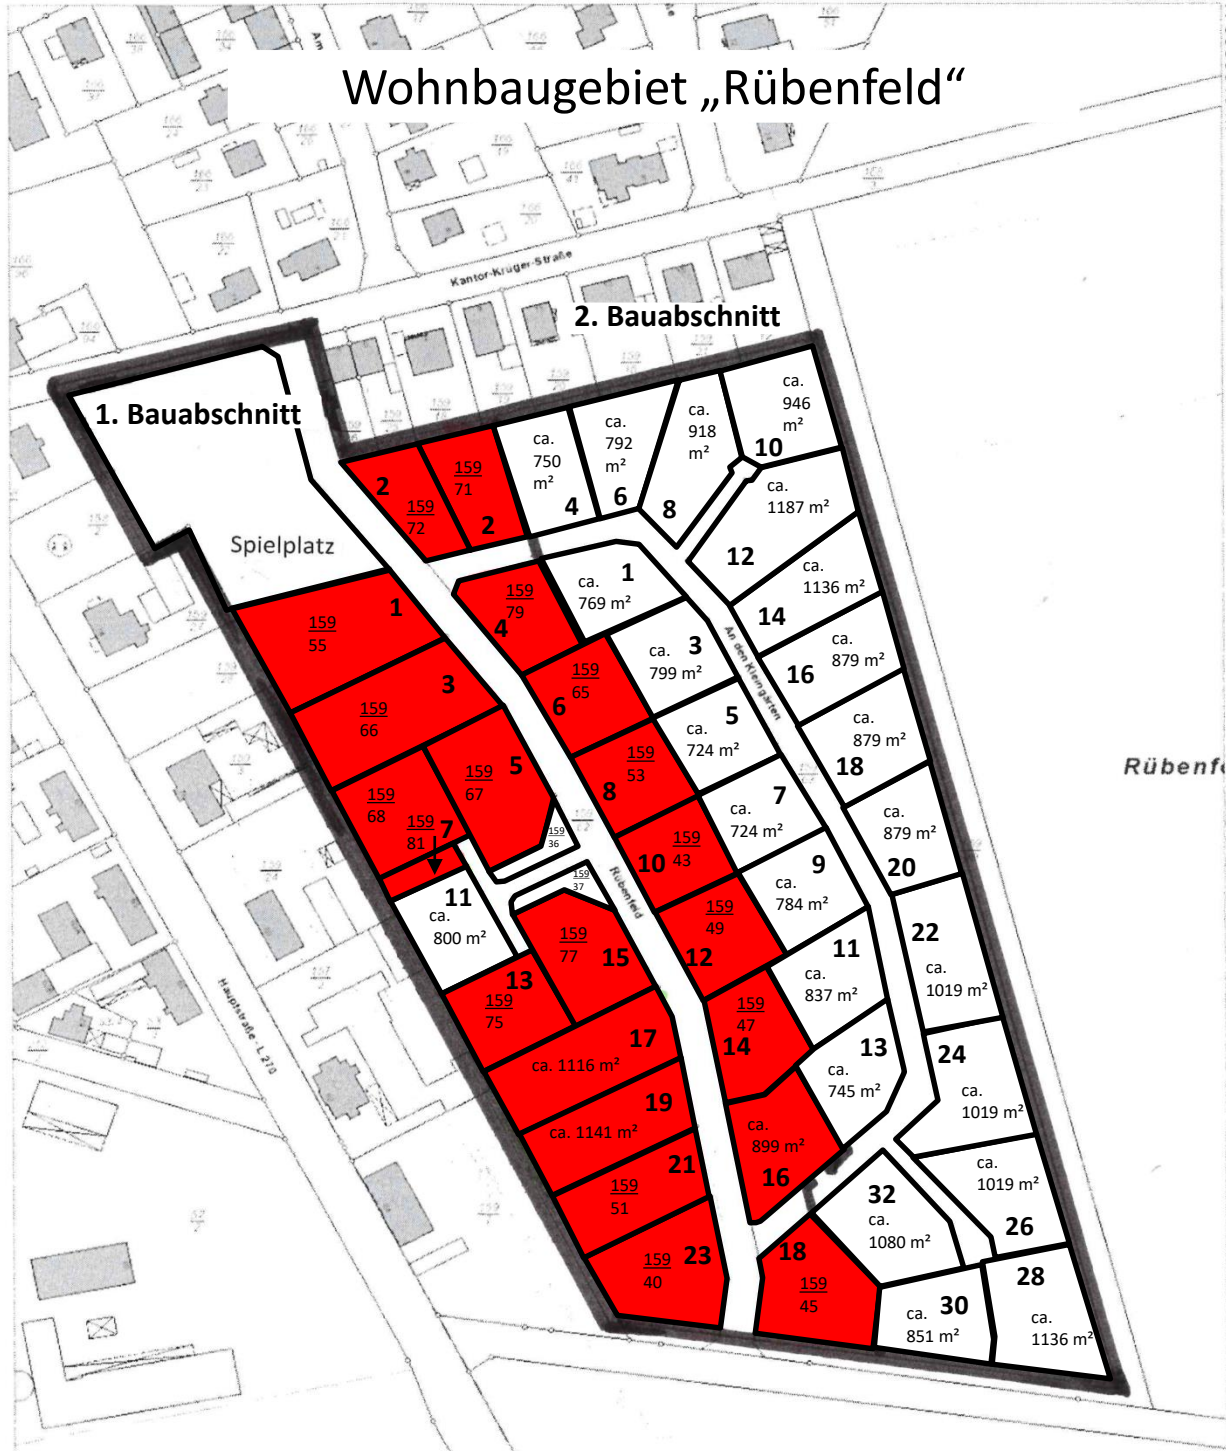 Wohnbaugebiet „Rübenfeld“
Kantor-Krüger-Straße
2. Bauabschnitt
1. Bauabschnitt
Spielplatz
2
159
72
159
71
2
ca.
750
m²
4
ca.
792
m²
6
ca.
918
m²
8
ca.
946
m²
10
ca.
1187 m²
12
ca.
1136 m²
14
ca.
879 m²
16
ca.
879 m²
18
ca.
879 m²
20
22
ca.
1019 m²
24
ca.
1019 m²
ca.
1019 m²
26
28
ca.
1136 m²
30
ca.
851 m²
32
ca.
1080 m²
An den Kleingärten
1
ca.
769 m²
3
ca.
799 m²
5
ca.
724 m²
7
ca.
724 m²
9
ca.
784 m²
11
ca.
837 m²
13
ca.
745 m²
159
79
4
159
65
6
159
53
8
159
43
10
159
49
12
159
47
14
ca.
899 m²
16
18
159
45
Rübenfeld
1
159
55
3
159
66
5
159
67
159
68
159
81
7
159
36
159
37
11
ca.
800 m²
13
159
75
159
77
15
17
ca. 1116 m²
19
ca. 1141 m²
21
159
51
23
159
40
Hauptstraße - L 270
Rübenfe